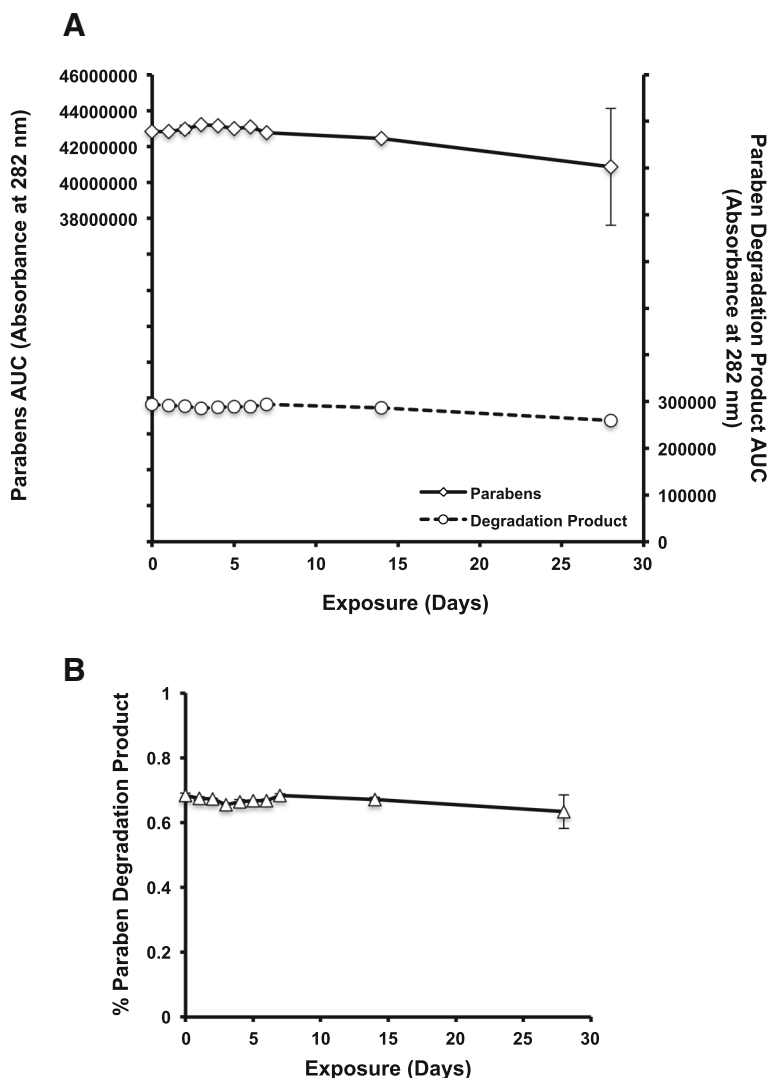 A
46000000
44000000
42000000
40000000
38000000
Parabens AUC (Absorbance at 282 nm)
Paraben Degradation Product AUC
(Absorbance at 282 nm)
300000
200000
100000
0
Parabens
Degradation Product
0 5 10 15 20 25 30
Exposure (Days)
B
% Paraben Degradation Product
1
0.8
0.6
0.4
0.2
0
0 5 10 15 20 25 30
Exposure (Days)